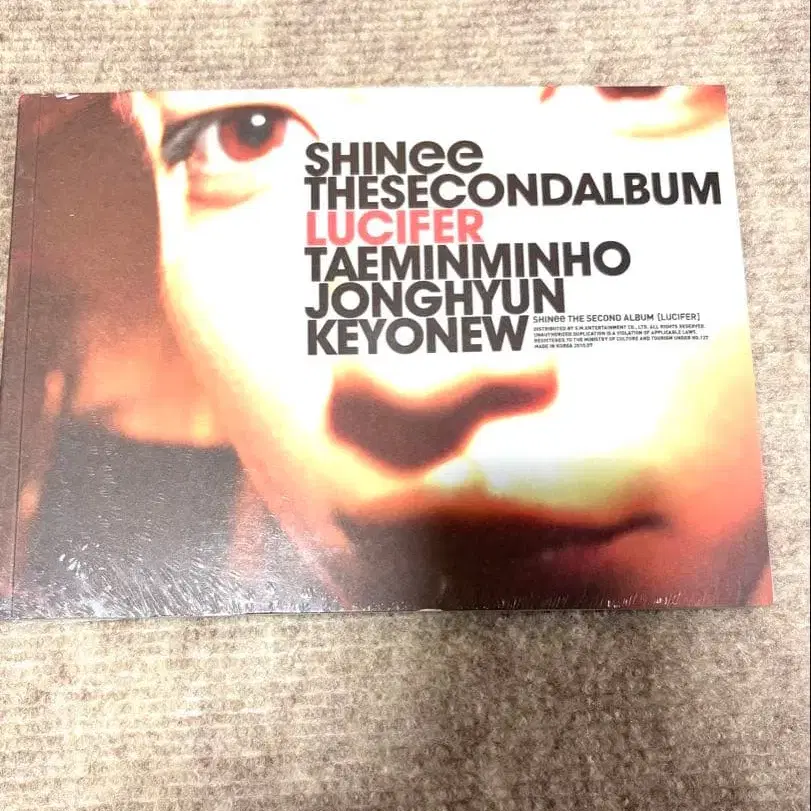 SHINee
THESECONDALBUM
LUCIFER
TAEMINMINHO
JONGHYUN
KEYONEW
SHINee THE SECOND ALBUM [LUCIFER]
DISTRIBUTED BY S.M.ENTERTAINMENT CO., LTD. ALL RIGHTS RESERVED.
UNAUTHORIZED DUPLICATION IS A VIOLATION OF APPLICABLE LAWS.
REGISTERED TO THE MINISTRY OF CULTURE AND TOURISM UNDER NO.127
MADE IN KOREA 2010.07